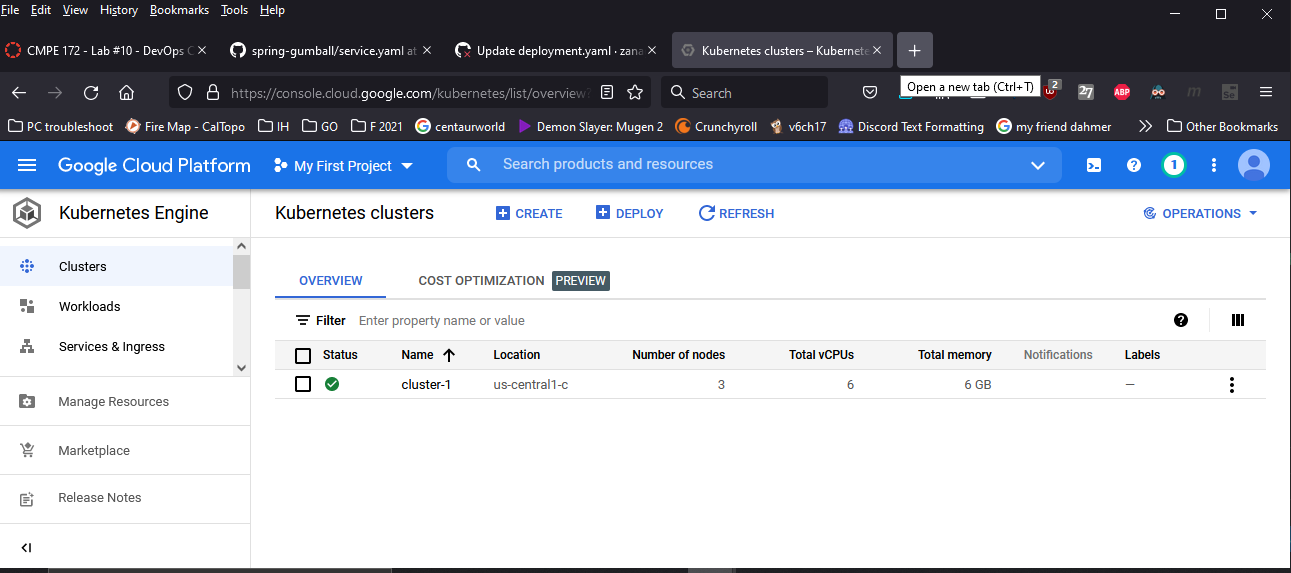 File Edit View History Bookmarks Tools Help
CMPE 172 - Lab #10 - DevOps C
spring-gumball/service.yaml at
Update deployment.yaml · zana
Kubernetes clusters – Kubernete
https://console.cloud.google.com/kubernetes/list/overview
Search
Open a new tab (Ctrl+T)
2
27
ABP
m
PC troubleshoot
Fire Map - CalTopo
IH
GO
F 2021
centaurworld
Demon Slayer: Mugen 2
Crunchyroll
v6ch17
Discord Text Formatting
my friend dahmer
Other Bookmarks
Google Cloud Platform
My First Project
Search products and resources
1
Kubernetes Engine
Kubernetes clusters
CREATE
DEPLOY
REFRESH
OPERATIONS
Clusters
Workloads
Services & Ingress
Manage Resources
Marketplace
Release Notes
OVERVIEW
COST OPTIMIZATION PREVIEW
Filter Enter property name or value
Status Name Location Number of nodes Total vCPUs Total memory Notifications Labels
cluster-1 us-central1-c 3 6 6 GB —